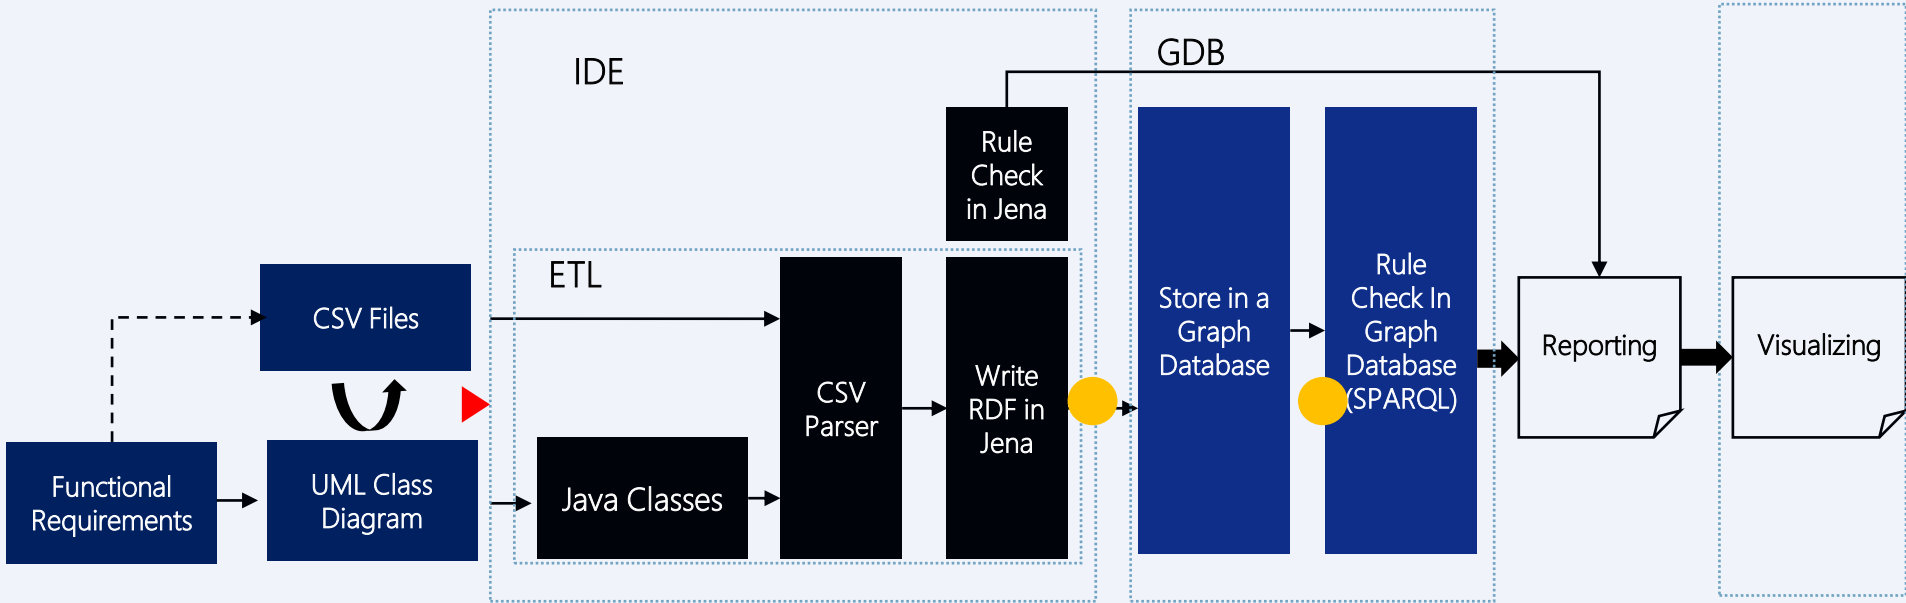 IDE
GDB
Rule
Check
in Jena
ETL
CSV Files
CSV
Parser
Write
RDF in
Jena
Functional
Requirements
UML Class
Diagram
Java Classes
Store in a
Graph
Database
Rule
Check In
Graph
Database
(SPARQL)
Reporting
Visualizing